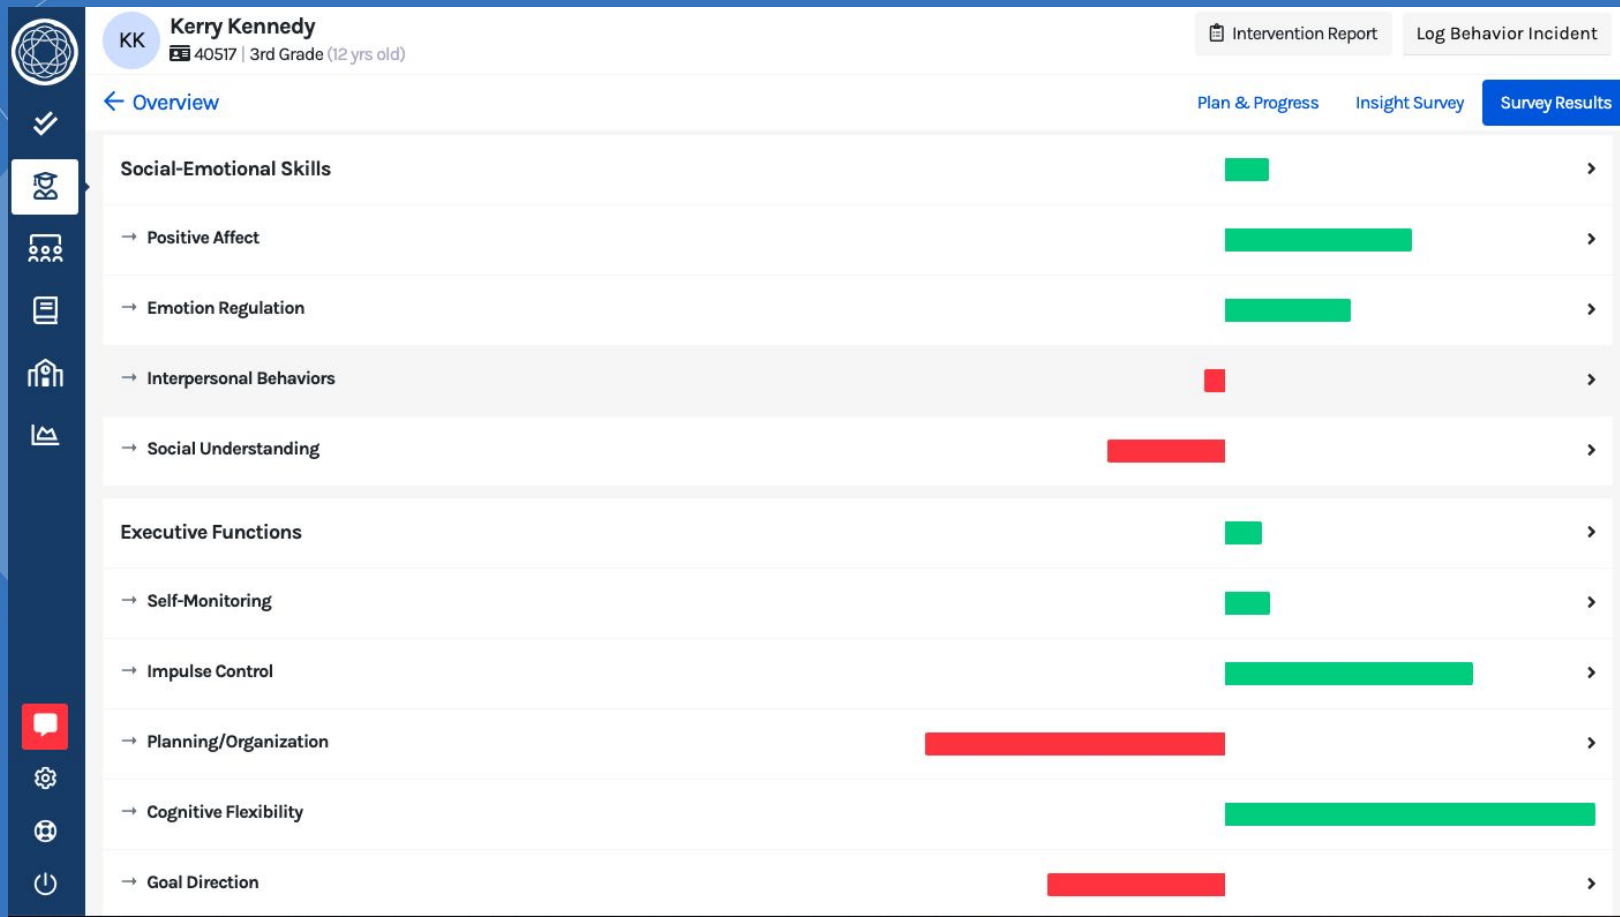 KK
Kerry Kennedy
40517 | 3rd Grade (12 yrs old)
Intervention Report
Log Behavior Incident
← Overview
Plan & Progress
Insight Survey
Survey Results
Social-Emotional Skills
→ Positive Affect
→ Emotion Regulation
→ Interpersonal Behaviors
→ Social Understanding
Executive Functions
→ Self-Monitoring
→ Impulse Control
→ Planning/Organization
→ Cognitive Flexibility
→ Goal Direction